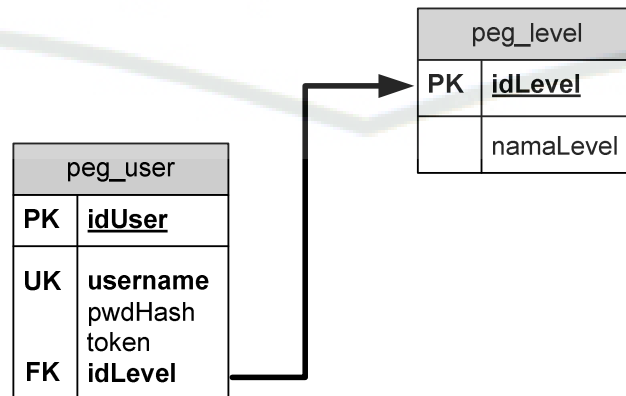 peg_level
PK idLevel
namaLevel
peg_user
PK idUser
UK username
pwdHash
token
FK idLevel